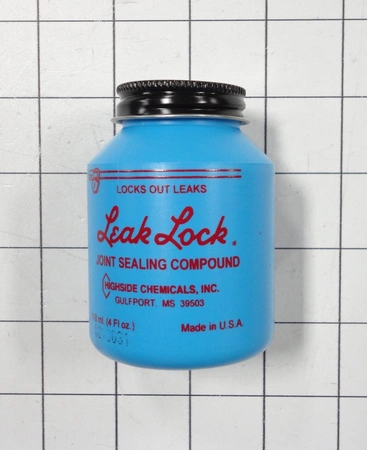 LOCKS OUT LEAKS
Leak Lock®
JOINT SEALING COMPOUND
HIGHSIDE CHEMICALS, INC.
GULFPORT, MS 39503
ml. (4 Fl oz.)
Made in U.S.A.